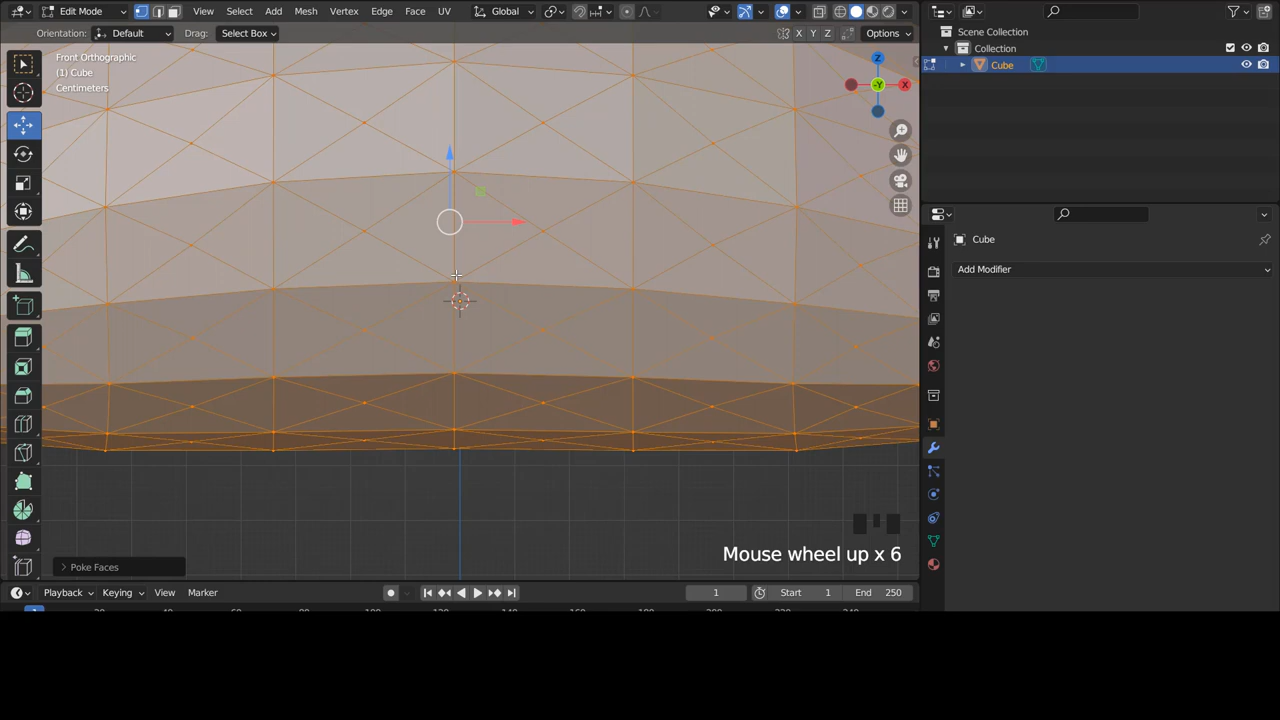 Edit Mode View Select Add Mesh Vertex Edge Face UV Global
Orientation: Default Drag: Select Box X Y Z Options
Front Orthographic
(1) Cube
Centimeters
Z
X
-Y
Scene Collection
Collection
Cube
Cube
Add Modifier
Mouse wheel up x 6
Poke Faces
Playback Keying View Marker 1 Start 1 End 250